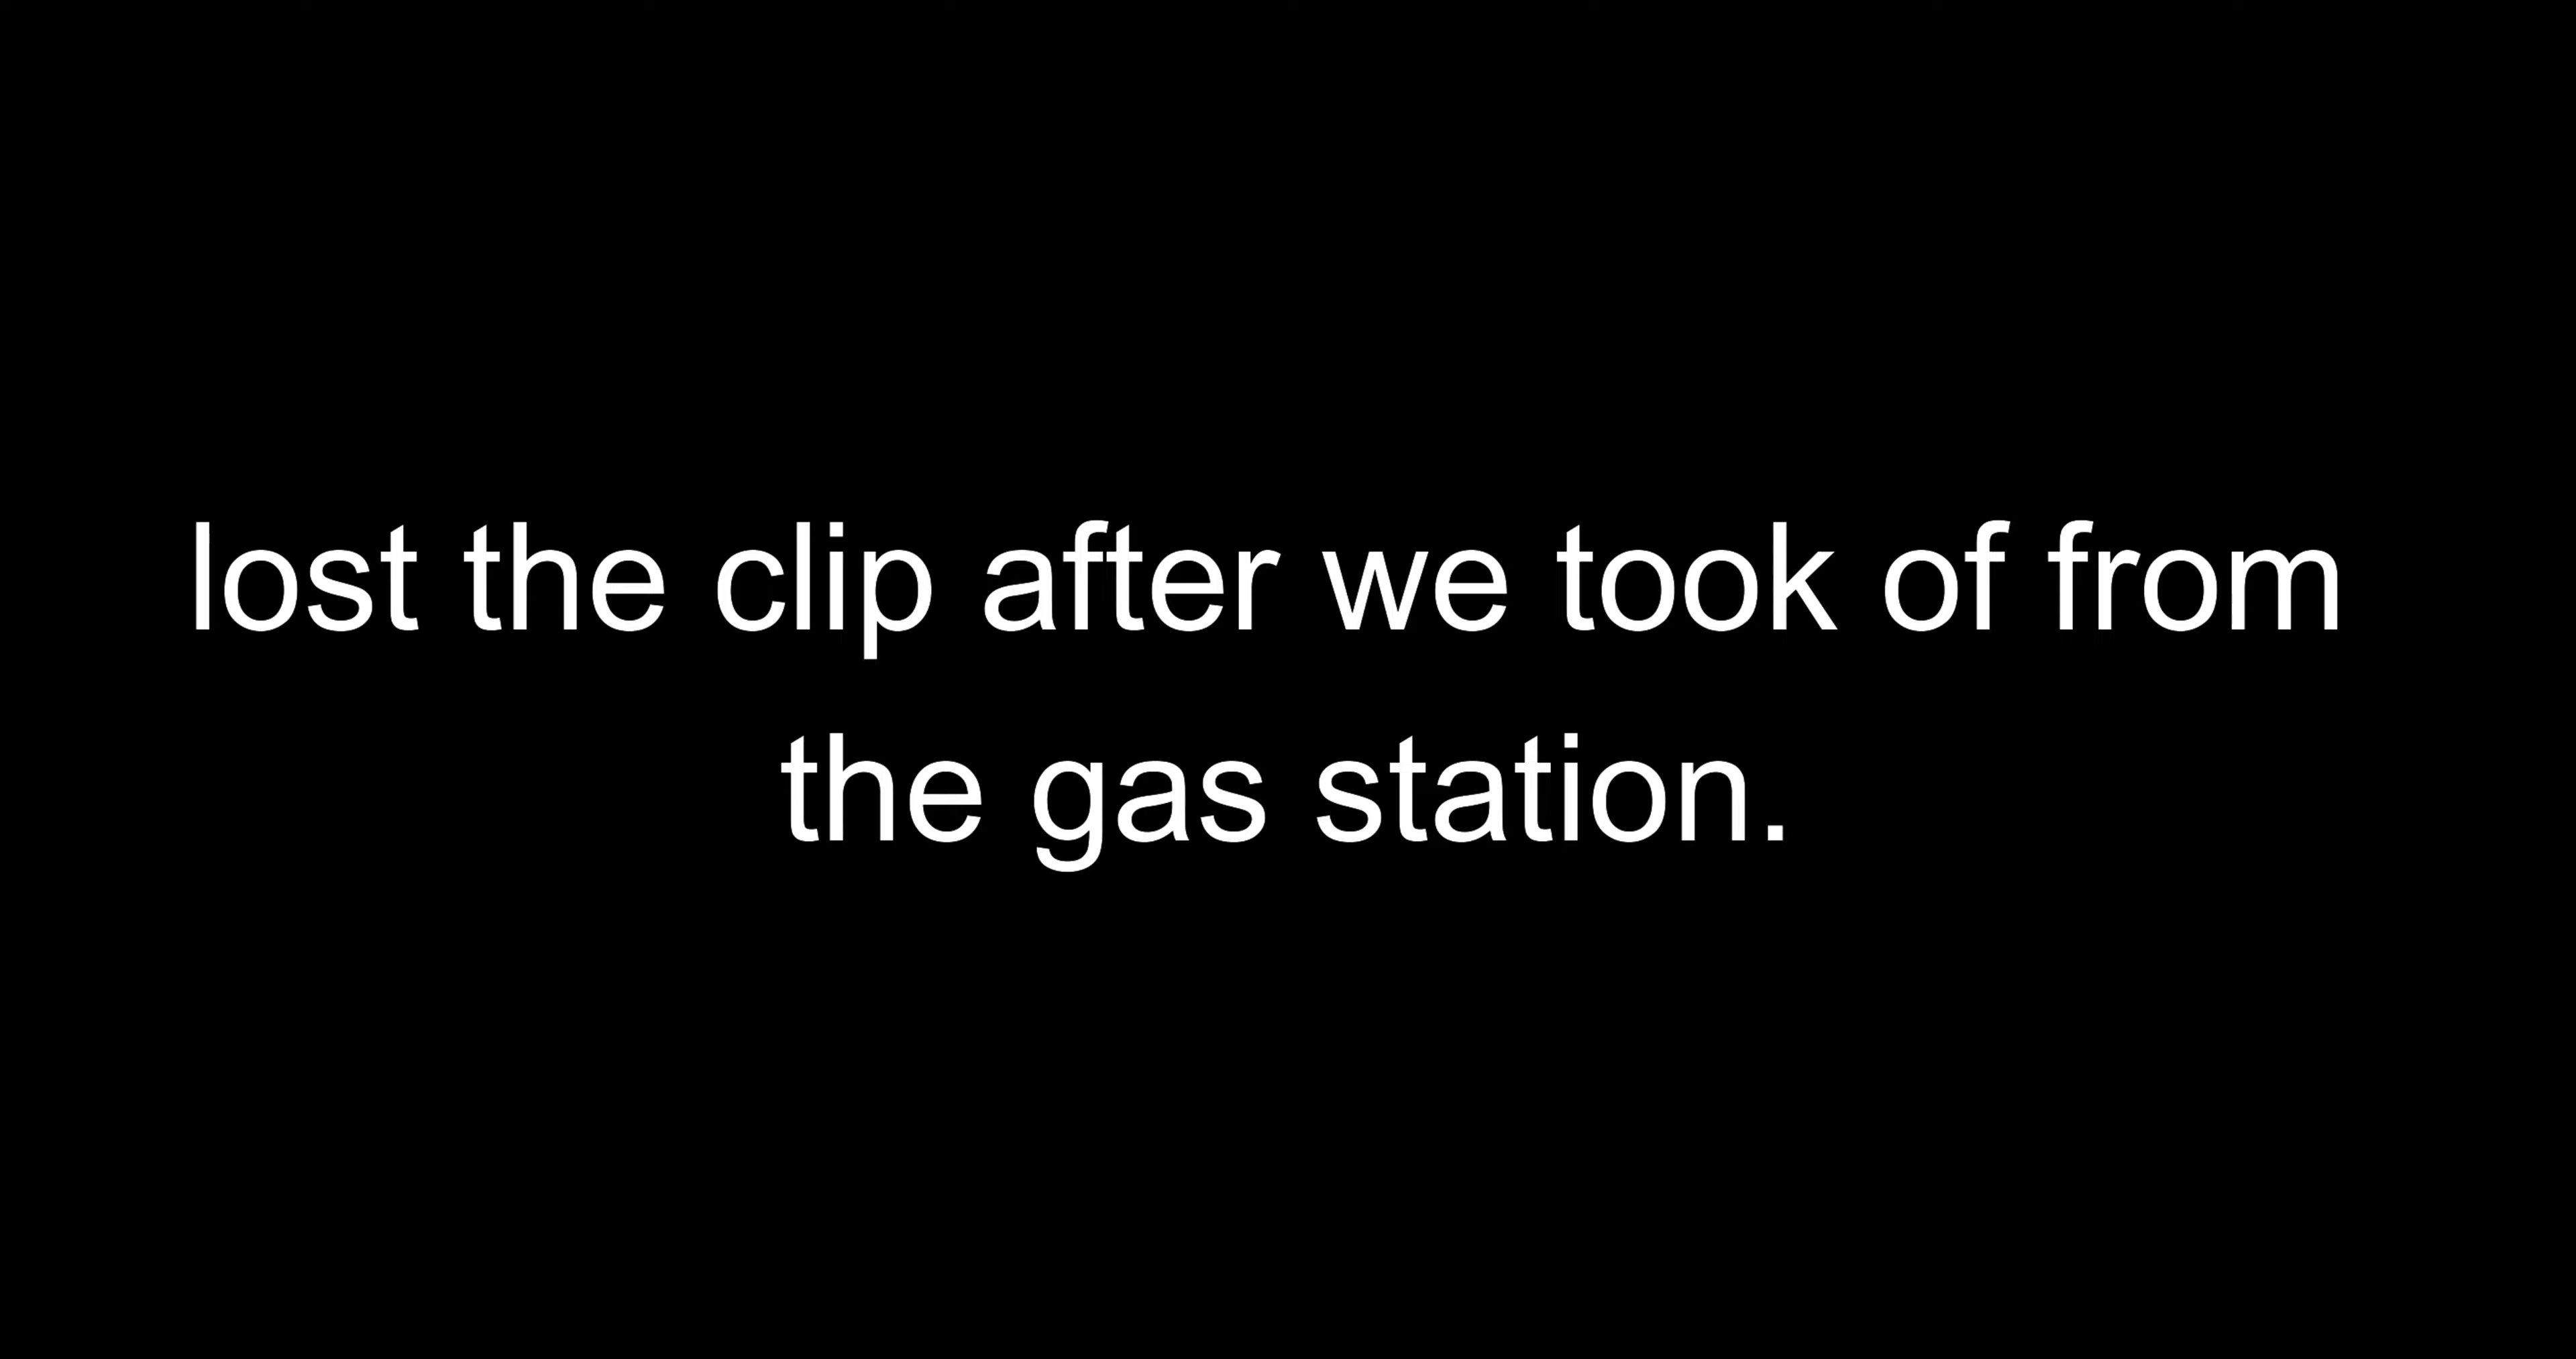 lost the clip after we took of from
the gas station.